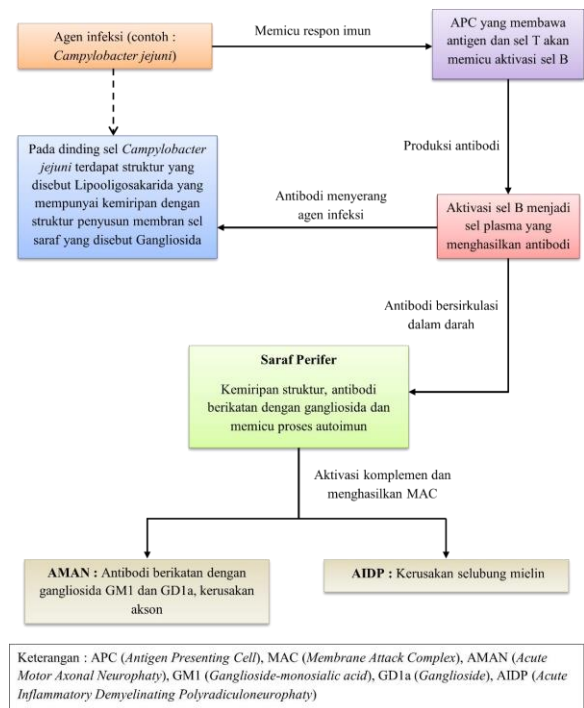 Agen infeksi (contoh :
Campylobacter jejuni)
Memicu respon imun
APC yang membawa
antigen dan sel T akan
memicu aktivasi sel B
Produksi antibodi
Pada dinding sel Campylobacter
jejuni terdapat struktur yang
disebut Lipooligosakarida yang
mempunyai kemiripan dengan
struktur penyusun membran sel
saraf yang disebut Gangliosida
Antibodi menyerang
agen infeksi
Aktivasi sel B menjadi
sel plasma yang
menghasilkan antibodi
Antibodi bersirkulasi
dalam darah
Saraf Perifer
Kemiripan struktur, antibodi
berikatan dengan gangliosida dan
memicu proses autoimun
Aktivasi komplemen dan
menghasilkan MAC
AMAN : Antibodi berikatan dengan
gangliosida GM1 dan GD1a, kerusakan
akson
AIDP : Kerusakan selubung mielin
Keterangan : APC (Antigen Presenting Cell), MAC (Membrane Attack Complex), AMAN (Acute
Motor Axonal Neurophaty), GM1 (Ganglioside-monosialic acid), GD1a (Ganglioside), AIDP (Acute
Inflammatory Demyelinating Polyradiculoneurophaty)